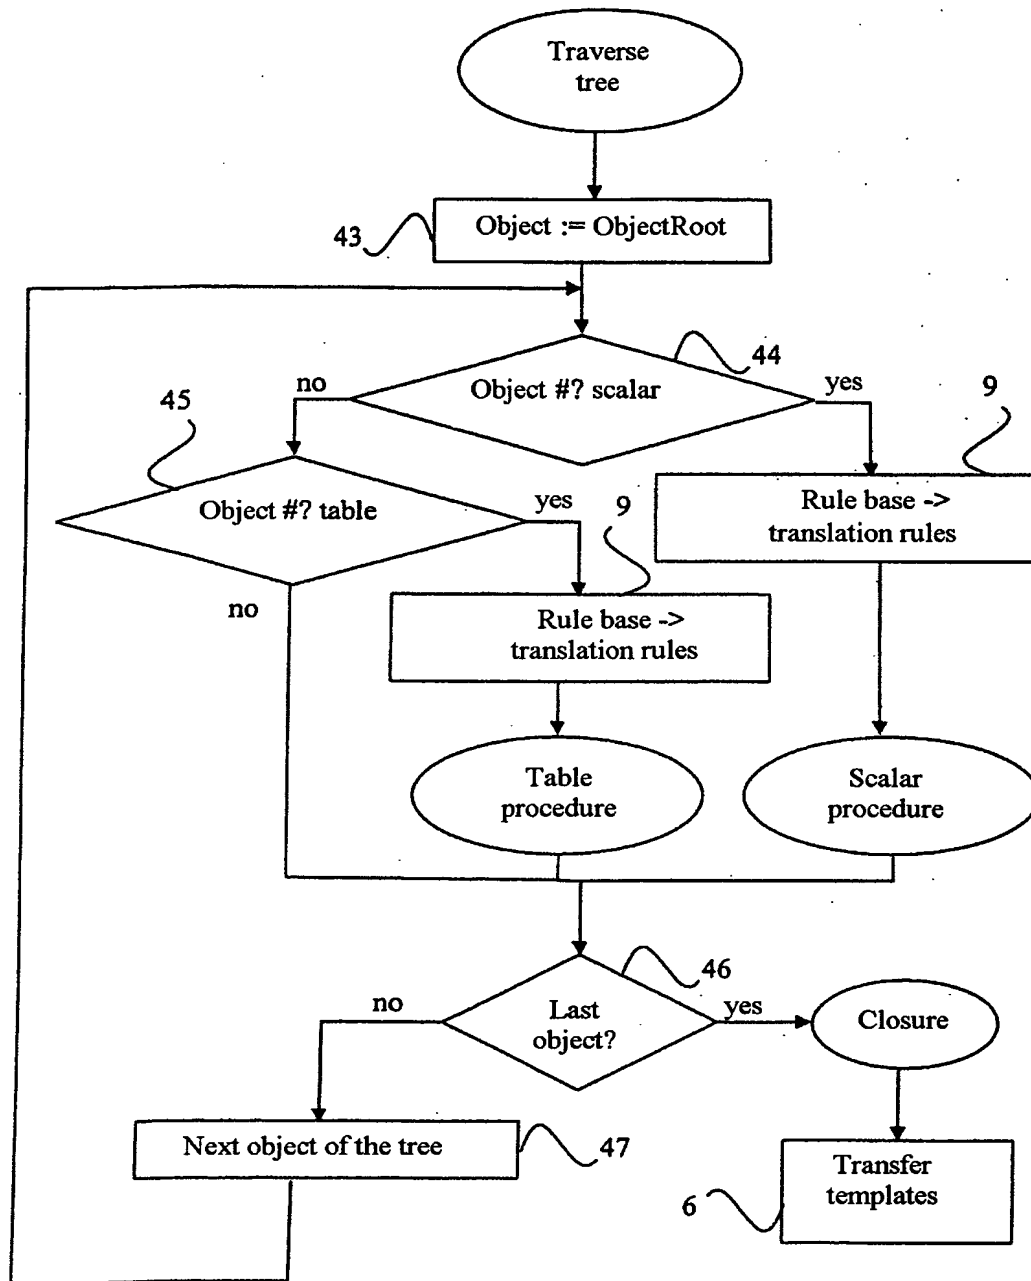 Traverse
tree
Object := ObjectRoot
43
44
Object #? scalar
no
yes
9
45
Object #? table
yes
9
Rule base ->
translation rules
no
Rule base ->
translation rules
Table
procedure
Scalar
procedure
46
no
Last
object?
yes
Closure
Next object of the tree
47
Transfer
templates
6